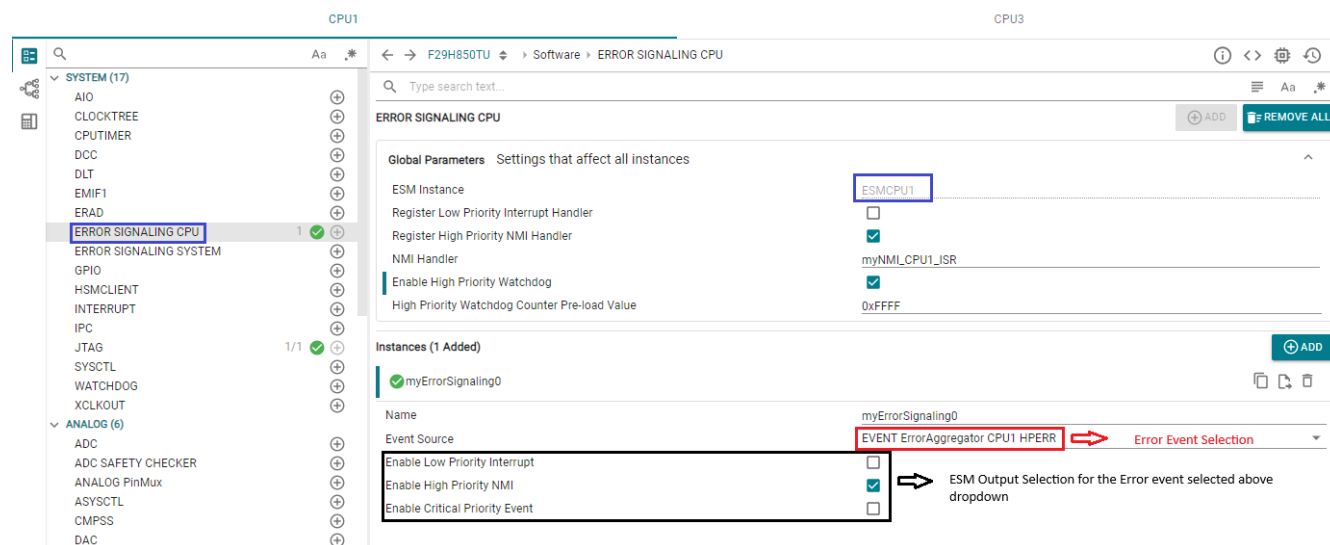 CPU1
CPU3
Aa .*
SYSTEM (17)
AIO
CLOCKTREE
CPUTIMER
DCC
DLT
EMIF1
ERAD
ERROR SIGNALING CPU 1
ERROR SIGNALING SYSTEM
GPIO
HSMCLIENT
INTERRUPT
IPC
JTAG 1/1
SYSCTL
WATCHDOG
XCLKOUT
ANALOG (6)
ADC
ADC SAFETY CHECKER
ANALOG PinMux
ASYSCTL
CMPSS
DAC
F29H850TU Software ERROR SIGNALING CPU
Type search text... Aa .*
ERROR SIGNALING CPU ADD REMOVE ALL
Global Parameters Settings that affect all instances
ESM Instance ESMCPU1
Register Low Priority Interrupt Handler
Register High Priority NMI Handler
NMI Handler myNMI_CPU1_ISR
Enable High Priority Watchdog
High Priority Watchdog Counter Pre-load Value 0xFFFF
Instances (1 Added) ADD
myErrorSignaling0
Name myErrorSignaling0
Event Source EVENT ErrorAggregator CPU1 HPERR Error Event Selection
Enable Low Priority Interrupt
Enable High Priority NMI
Enable Critical Priority Event
ESM Output Selection for the Error event selected above
dropdown